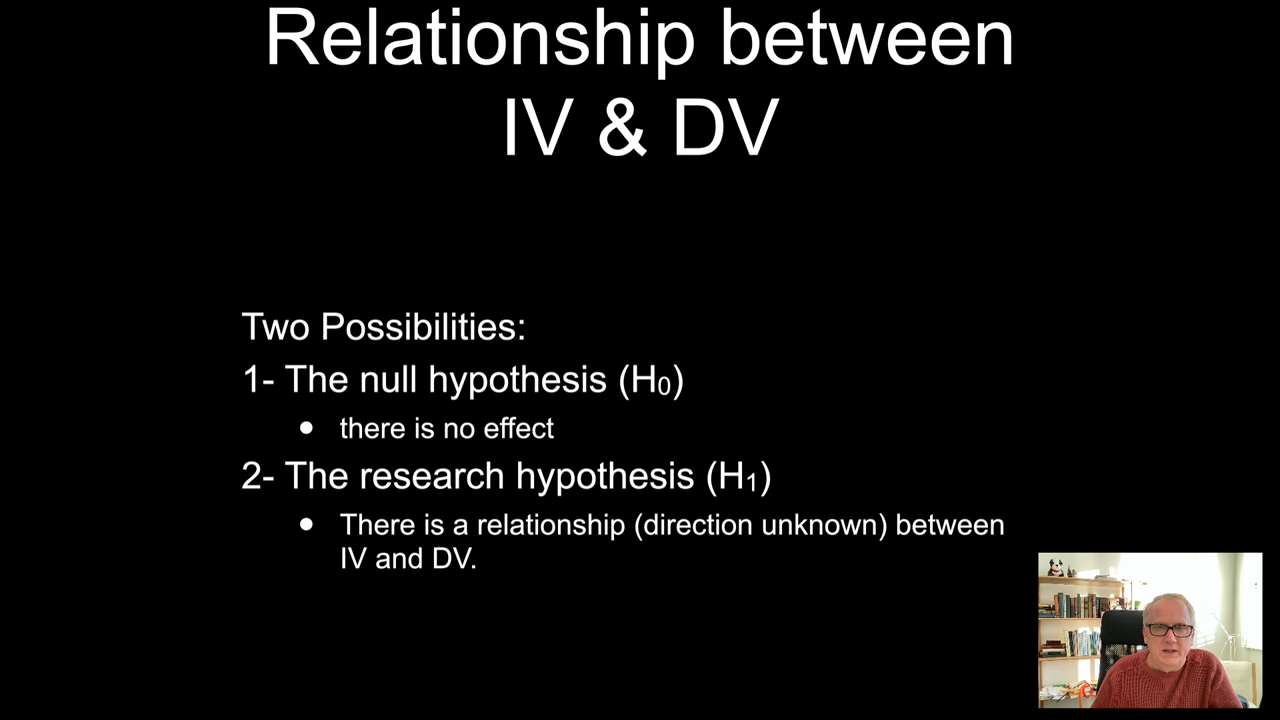 Relationship between
IV & DV
Two Possibilities:
1- The null hypothesis (H₀)
● there is no effect
2- The research hypothesis (H₁)
● There is a relationship (direction unknown) between
IV and DV.